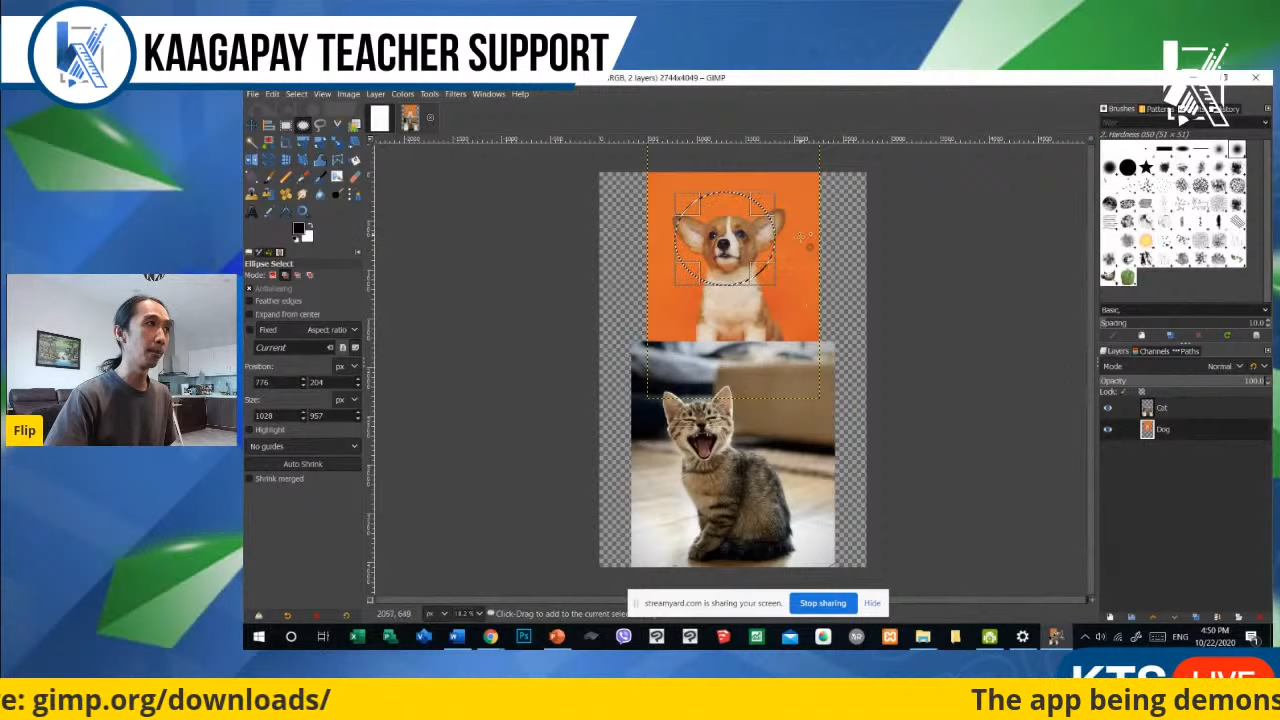 KAAGAPAY TEACHER SUPPORT
RGB, 2 layers) 2744x4049 – GIMP
File Edit Select View Image Layer Colors Tools Filters Windows Help
Brushes
2. Hardness 050 (51 × 51)
Ellipse Select
Mode:
Antialiasing
Feather edges
Expand from center
Fixed Aspect ratio
Current
Position: px
776 204
Size: px
1028 957
Highlight
No guides
Auto Shrink
Shrink merged
Basic,
Spacing 10.0
Layers Channels Paths
Mode Normal
Opacity 100.0
Lock:
Cat
Dog
Flip
2057, 649 px 18.2 % Click-Drag to add to the current selec
streamyard.com is sharing your screen. Stop sharing Hide
ENG
4:50 PM
10/22/2020
KTS LIVE
e: gimp.org/downloads/
The app being demons